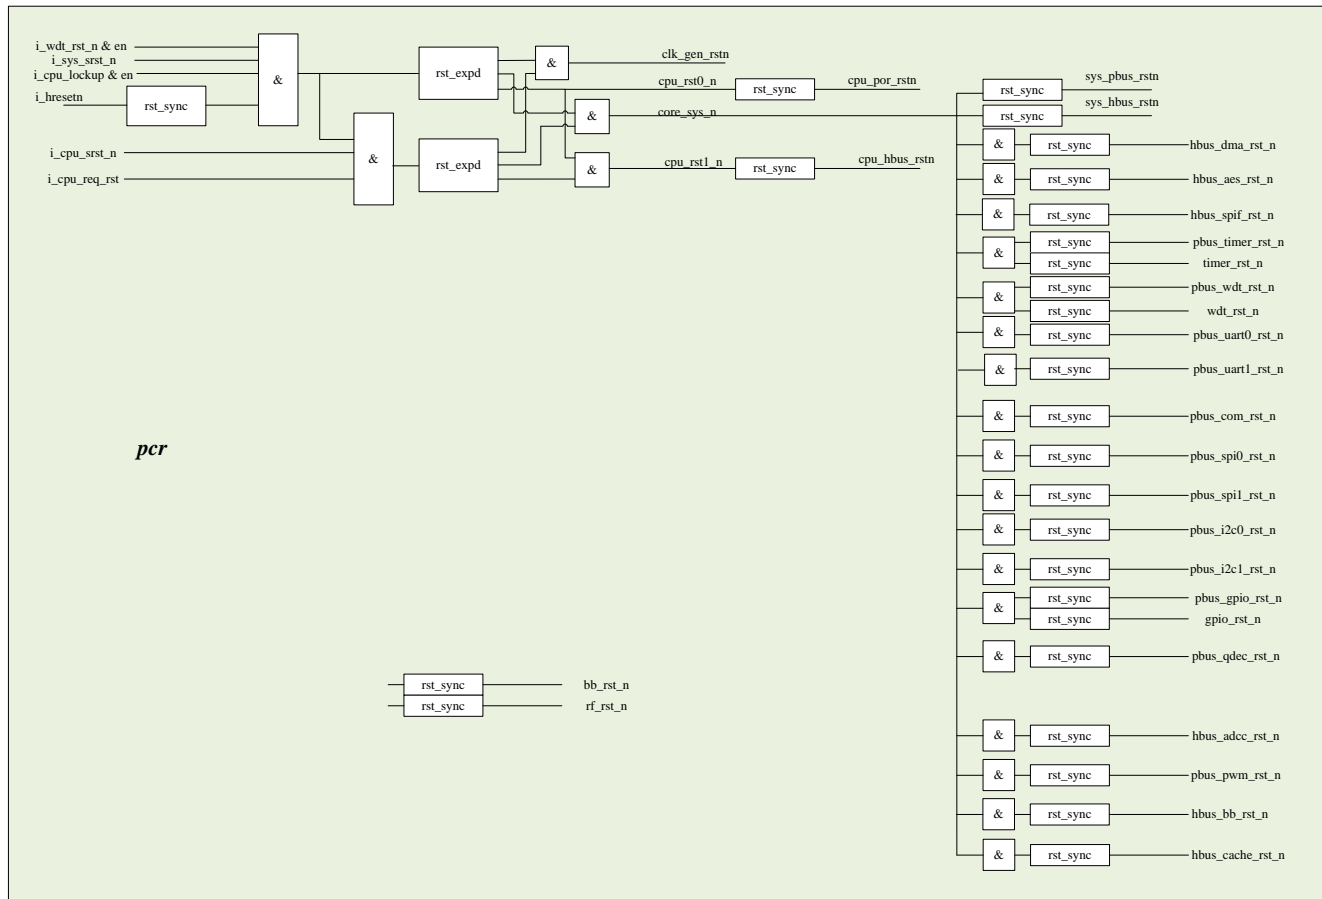 i_wdt_rst_n & en
i_sys_srst_n
i_cpu_lockup & en
i_hresetn
rst_sync
&
i_cpu_srst_n
i_cpu_req_rst
&
rst_expd
rst_expd
&
&
&
clk_gen_rstn
cpu_rst0_n
rst_sync
cpu_por_rstn
core_sys_n
cpu_rst1_n
rst_sync
cpu_hbus_rstn
rst_sync
sys_pbus_rstn
rst_sync
sys_hbus_rstn
& rst_sync hbus_dma_rst_n
& rst_sync hbus_aes_rst_n
& rst_sync hbus_spif_rst_n
& rst_sync pbus_timer_rst_n
rst_sync timer_rst_n
& rst_sync pbus_wdt_rst_n
rst_sync wdt_rst_n
& rst_sync pbus_uart0_rst_n
& rst_sync pbus_uart1_rst_n
& rst_sync pbus_com_rst_n
pcr
& rst_sync pbus_spi0_rst_n
& rst_sync pbus_spi1_rst_n
& rst_sync pbus_i2c0_rst_n
& rst_sync pbus_i2c1_rst_n
& rst_sync pbus_gpio_rst_n
rst_sync gpio_rst_n
& rst_sync pbus_qdec_rst_n
rst_sync bb_rst_n
rst_sync rf_rst_n
& rst_sync hbus_adcc_rst_n
& rst_sync pbus_pwm_rst_n
& rst_sync hbus_bb_rst_n
& rst_sync hbus_cache_rst_n